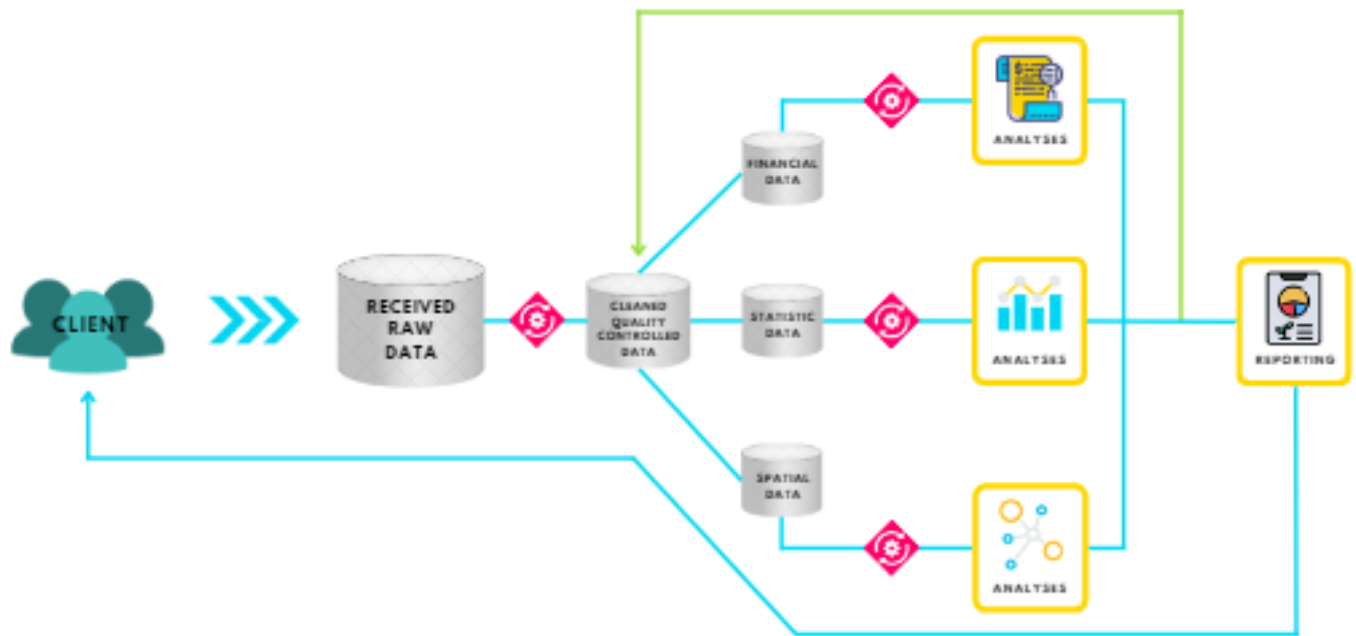 CLIENT
RECEIVED
RAW
DATA
CLEANED
QUALITY
CONTROLLED
DATA
FINANCIAL
DATA
STATISTIC
DATA
SPATIAL
DATA
ANALYSES
ANALYSES
ANALYSES
REPORTING